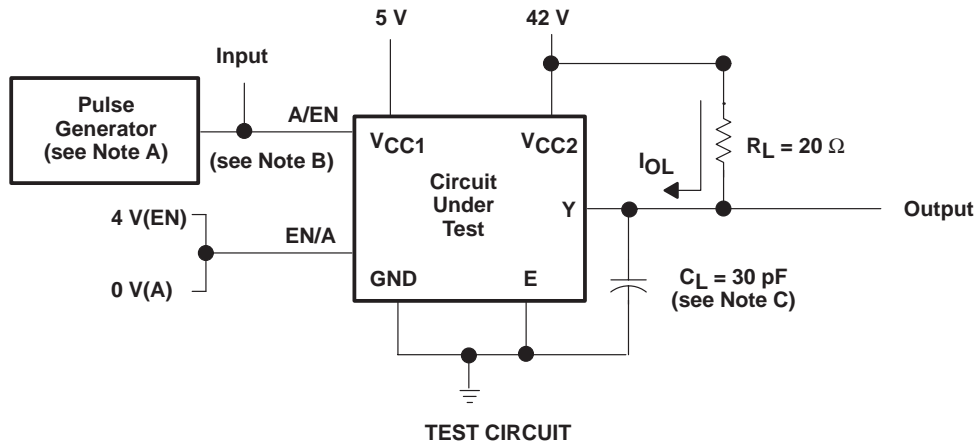 5 V
42 V
Input
Pulse
Generator
(see Note A)
A/EN
(see Note B)
VCC1
VCC2
Circuit
Under
Test
Y
IOL
RL = 20 Ω
Output
4 V(EN)
EN/A
0 V(A)
GND
E
CL = 30 pF
(see Note C)
TEST CIRCUIT